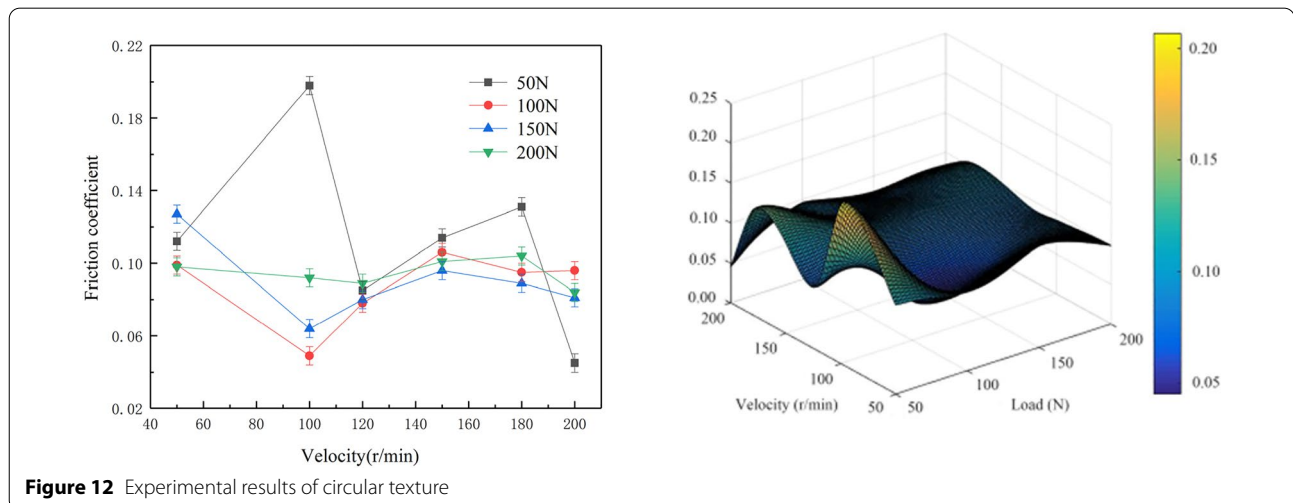 0.22
0.18
0.14
0.10
0.06
0.02
Friction coefficient
50N
100N
150N
200N
40 60 80 100 120 140 160 180 200
Velocity(r/min)
0.25
0.20
0.15
0.10
0.05
0.00
200
150
100
50
Velocity (r/min)
50
100
150
200
Load (N)
0.20
0.15
0.10
0.05
Figure 12 Experimental results of circular texture